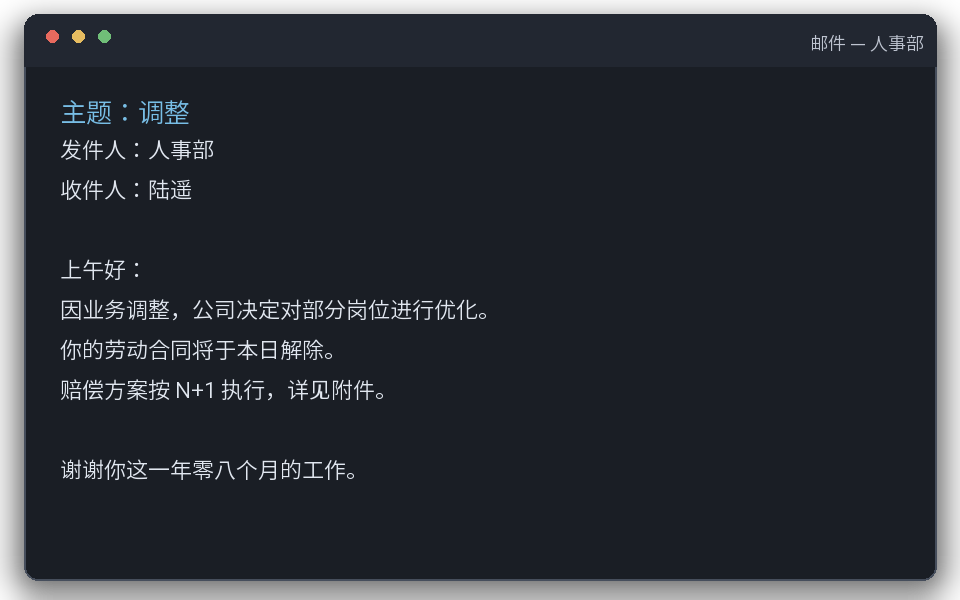 邮件 — 人事部
主题：调整
发件人：人事部
收件人：陆遥
上午好：
因业务调整，公司决定对部分岗位进行优化。
你的劳动合同将于本日解除。
赔偿方案按 N+1 执行，详见附件。
谢谢你这一年零八个月的工作。